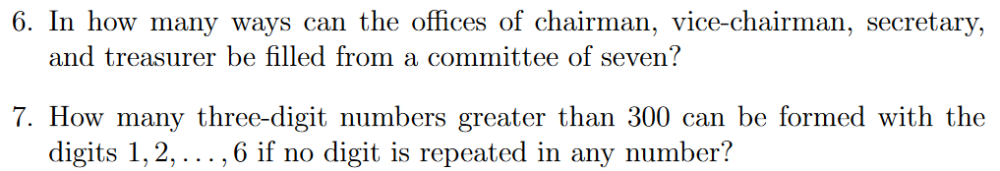 6. In how many ways can the offices of chairman, vice-chairman, secretary,
and treasurer be filled from a committee of seven?
7. How many three-digit numbers greater than 300 can be formed with the
digits 1, 2, . . . , 6 if no digit is repeated in any number?